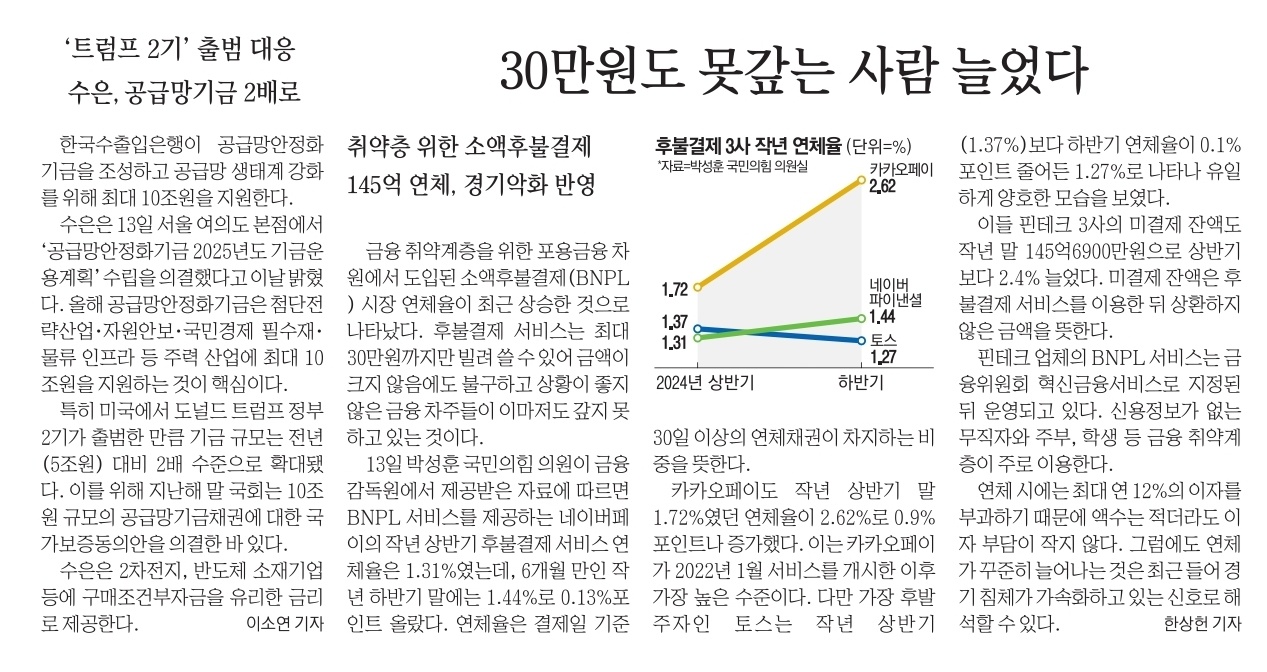 ‘트럼프 2기’ 출범 대응
수은, 공급망기금 2배로
한국수출입은행이 공급망안정화
기금을 조성하고 공급망 생태계 강화
를 위해 최대 10조원을 지원한다.
수은은 13일 서울 여의도 본점에서
‘공급망안정화기금 2025년도 기금운
용계획’ 수립을 의결했다고 이날 밝혔
다. 올해 공급망안정화기금은 첨단전
략산업·자원안보·국민경제 필수재·
물류 인프라 등 주력 산업에 최대 10
조원을 지원하는 것이 핵심이다.
특히 미국에서 도널드 트럼프 정부
2기가 출범한 만큼 기금 규모는 전년
(5조원) 대비 2배 수준으로 확대됐
다. 이를 위해 지난해 말 국회는 10조
원 규모의 공급망기금채권에 대한 국
가보증동의안을 의결한 바 있다.
수은은 2차전지, 반도체 소재기업
등에 구매조건부자금을 유리한 금리
로 제공한다. 이소연 기자
30만원도 못갚는 사람 늘었다
취약층 위한 소액후불결제
145억 연체, 경기악화 반영
금융 취약계층을 위한 포용금융 차
원에서 도입된 소액후불결제(BNPL
) 시장 연체율이 최근 상승한 것으로
나타났다. 후불결제 서비스는 최대
30만원까지만 빌려 쓸 수 있어 금액이
크지 않음에도 불구하고 상황이 좋지
않은 금융 차주들이 이마저도 갚지 못
하고 있는 것이다.
13일 박성훈 국민의힘 의원이 금융
감독원에서 제공받은 자료에 따르면
BNPL 서비스를 제공하는 네이버페
이의 작년 상반기 후불결제 서비스 연
체율은 1.31%였는데, 6개월 만인 작
년 하반기 말에는 1.44%로 0.13%포
인트 올랐다. 연체율은 결제일 기준
후불결제 3사 작년 연체율 (단위=%)
*자료=박성훈 국민의힘 의원실
카카오페이
2.62
1.72
네이버
파이낸셜
1.44
1.37
1.31
토스
1.27
2024년 상반기 하반기
30일 이상의 연체채권이 차지하는 비
중을 뜻한다.
카카오페이도 작년 상반기 말
1.72%였던 연체율이 2.62%로 0.9%
포인트나 증가했다. 이는 카카오페이
가 2022년 1월 서비스를 개시한 이후
가장 높은 수준이다. 다만 가장 후발
주자인 토스는 작년 상반기
(1.37%)보다 하반기 연체율이 0.1%
포인트 줄어든 1.27%로 나타나 유일
하게 양호한 모습을 보였다.
이들 핀테크 3사의 미결제 잔액도
작년 말 145억6900만원으로 상반기
보다 2.4% 늘었다. 미결제 잔액은 후
불결제 서비스를 이용한 뒤 상환하지
않은 금액을 뜻한다.
핀테크 업체의 BNPL 서비스는 금
융위원회 혁신금융서비스로 지정된
뒤 운영되고 있다. 신용정보가 없는
무직자와 주부, 학생 등 금융 취약계
층이 주로 이용한다.
연체 시에는 최대 연 12%의 이자를
부과하기 때문에 액수는 적더라도 이
자 부담이 작지 않다. 그럼에도 연체
가 꾸준히 늘어나는 것은 최근 들어 경
기 침체가 가속화하고 있는 신호로 해
석할 수 있다. 한상헌 기자